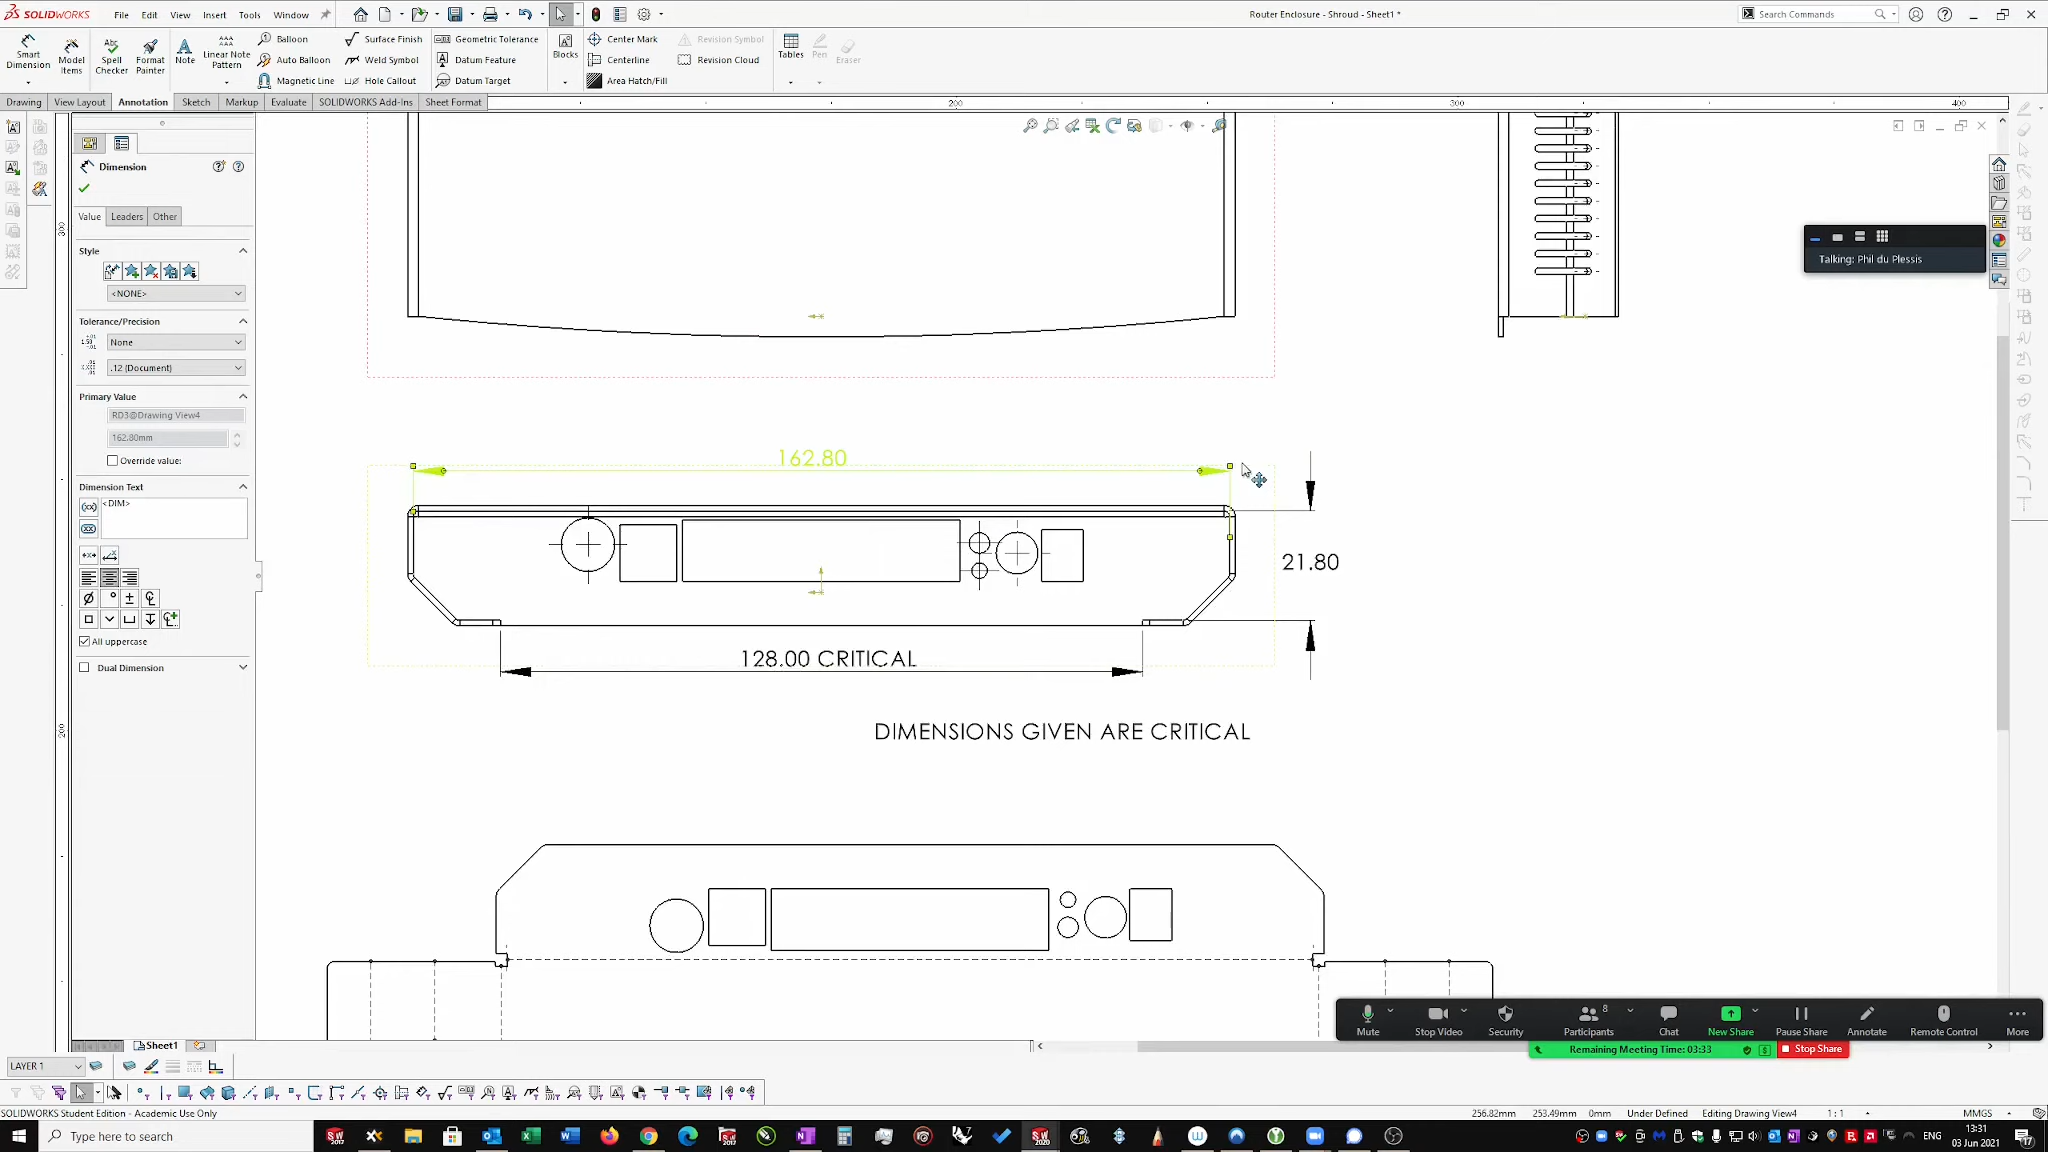 SOLIDWORKS File Edit View Insert Tools Window Router Enclosure - Shroud - Sheet1 * Search Commands
Smart Dimension Model Items Spell Checker Format Painter Note Linear Note Pattern
Balloon Surface Finish Geometric Tolerance Blocks Center Mark Revision Symbol Tables Pen Eraser
Auto Balloon Weld Symbol Datum Feature Centerline Revision Cloud
Magnetic Line Hole Callout Datum Target Area Hatch/Fill
Drawing View Layout Annotation Sketch Markup Evaluate SOLIDWORKS Add-Ins Sheet Format
200 300 400
Dimension
Value Leaders Other
Style
<NONE>
Tolerance/Precision
None
.12 (Document)
Primary Value
RD3@Drawing View4
162.80mm
Override value:
Dimension Text
<DIM>
All uppercase
Dual Dimension
300
200
Talking: Phil du Plessis
162.80
21.80
128.00 CRITICAL
DIMENSIONS GIVEN ARE CRITICAL
Mute Stop Video Security Participants 8 Chat New Share Pause Share Annotate Remote Control More
Remaining Meeting Time: 03:33 Stop Share
Sheet1
LAYER 1
SOLIDWORKS Student Edition - Academic Use Only 256.82mm 253.49mm 0mm Under Defined Editing Drawing View4 1 : 1 MMGS
Type here to search
ENG
13:31
03 Jun 2021